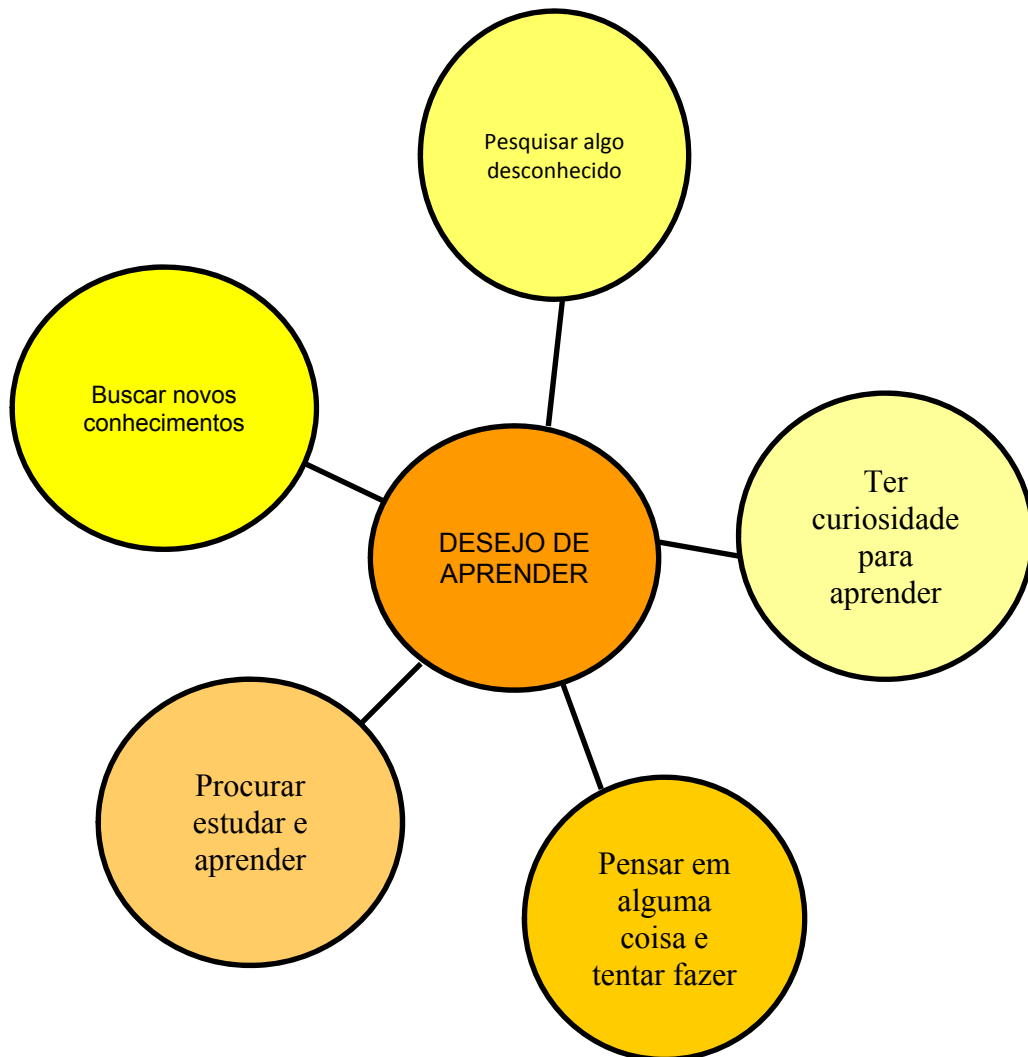 Pesquisar algo
desconhecido
Buscar novos
conhecimentos
Ter
curiosidade
para
aprender
DESEJO DE
APRENDER
Procurar
estudar e
aprender
Pensar em
alguma
coisa e
tentar fazer